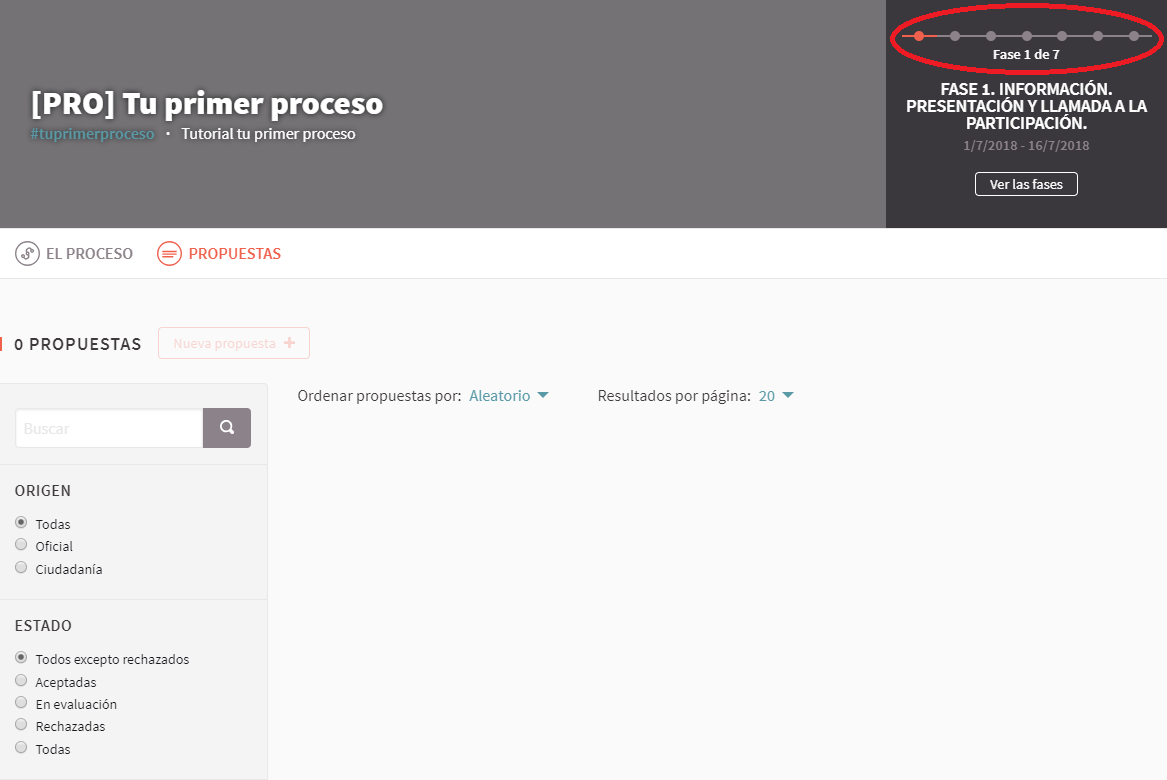 Fase 1 de 7
[PRO] Tu primer proceso
#tuprimerproceso · Tutorial tu primer proceso
FASE 1. INFORMACIÓN.
PRESENTACIÓN Y LLAMADA A LA
PARTICIPACIÓN.
1/7/2018 - 16/7/2018
Ver las fases
EL PROCESO PROPUESTAS
0 PROPUESTAS Nueva propuesta +
Ordenar propuestas por: Aleatorio Resultados por página: 20
Buscar
ORIGEN
Todas
Oficial
Ciudadanía
ESTADO
Todos excepto rechazados
Aceptadas
En evaluación
Rechazadas
Todas